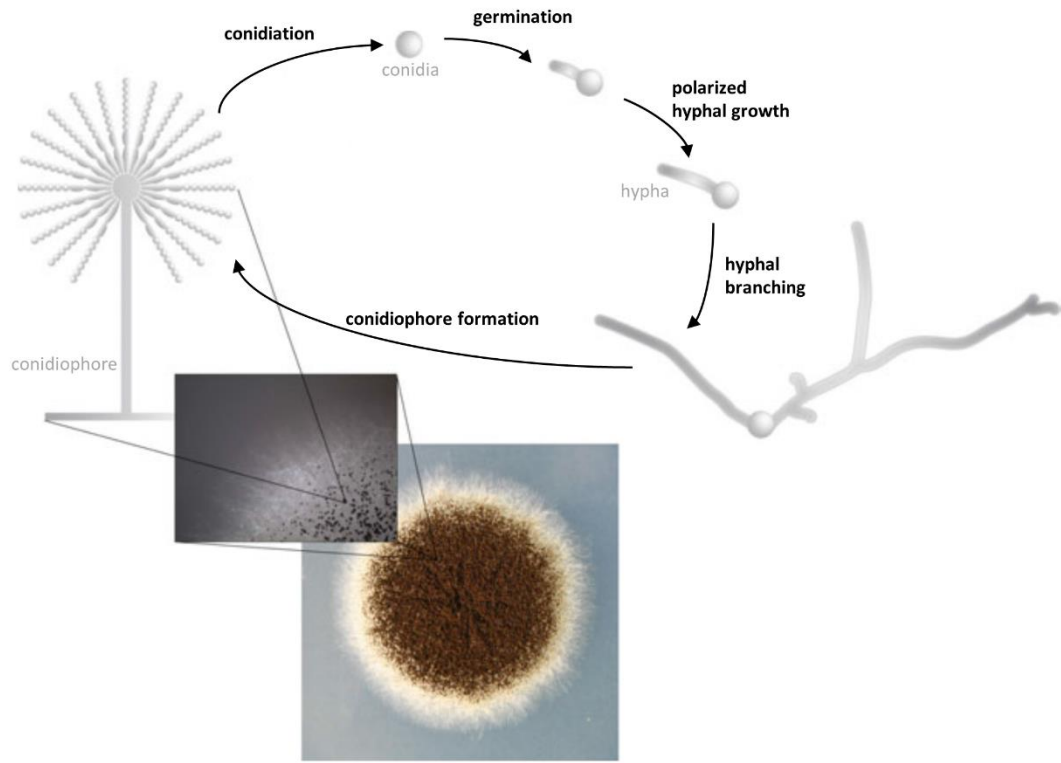 germination
conidiation
conidia
polarized
hyphal growth
hypha
hyphal
branching
conidiophore formation
conidiophore